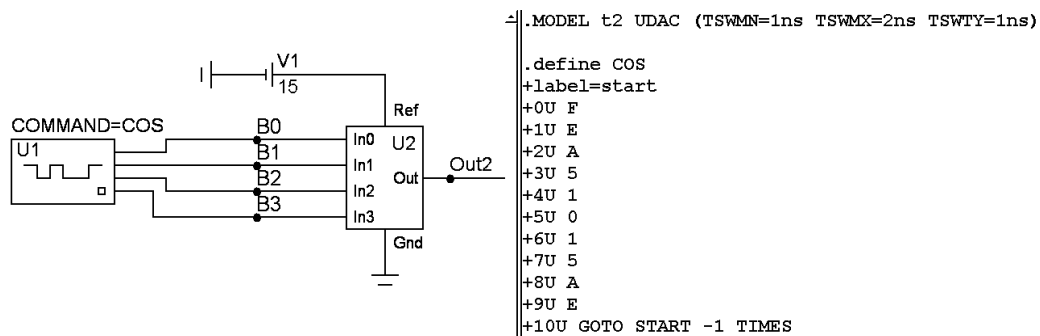 V1
15
Ref
COMMAND=COS
U1
B0
B1
B2
B3
In0
In1
In2
In3
U2
Out
Out2
Gnd
.MODEL t2 UDAC (TSWMN=1ns TSWMX=2ns TSWTY=1ns)
.define COS
+label=start
+0U F
+1U E
+2U A
+3U 5
+4U 1
+5U 0
+6U 1
+7U 5
+8U A
+9U E
+10U GOTO START -1 TIMES